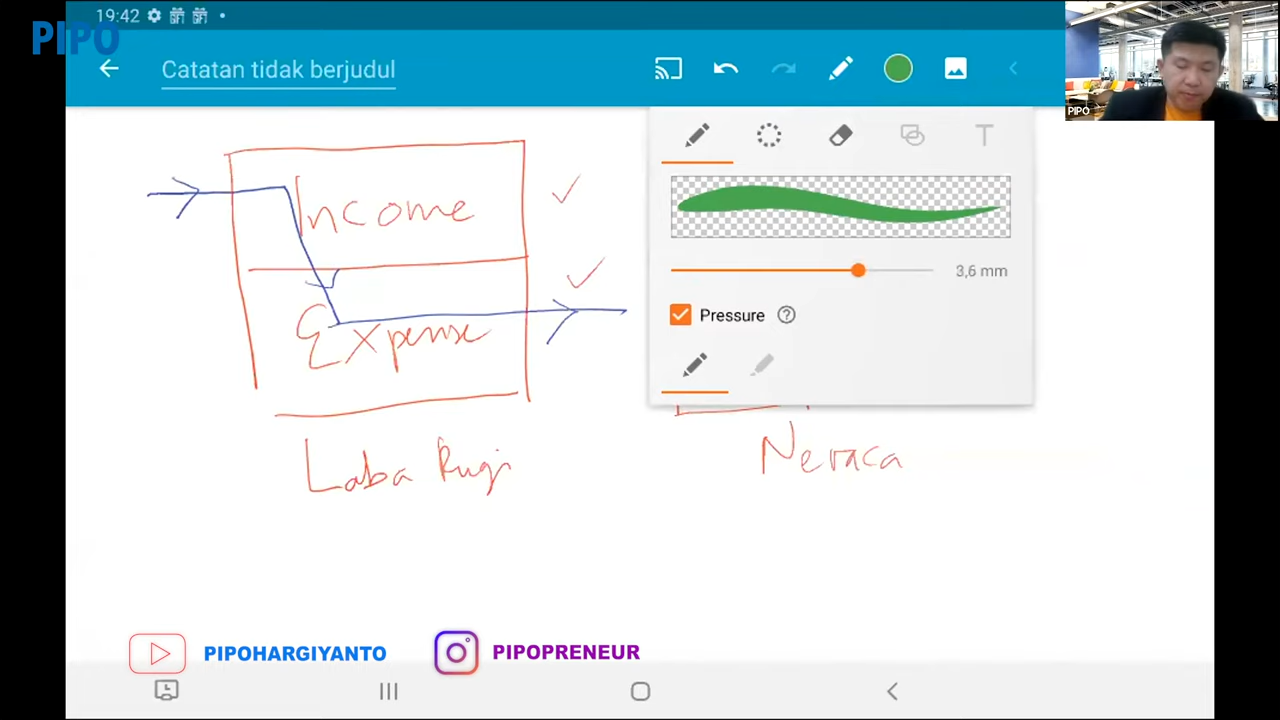 19:42
PIPO
Catatan tidak berjudul
PIPO
T
3,6 mm
Pressure
Income
Expense
Laba Rugi
Neraca
PIPOHARGIYANTO
PIPOPRENEUR